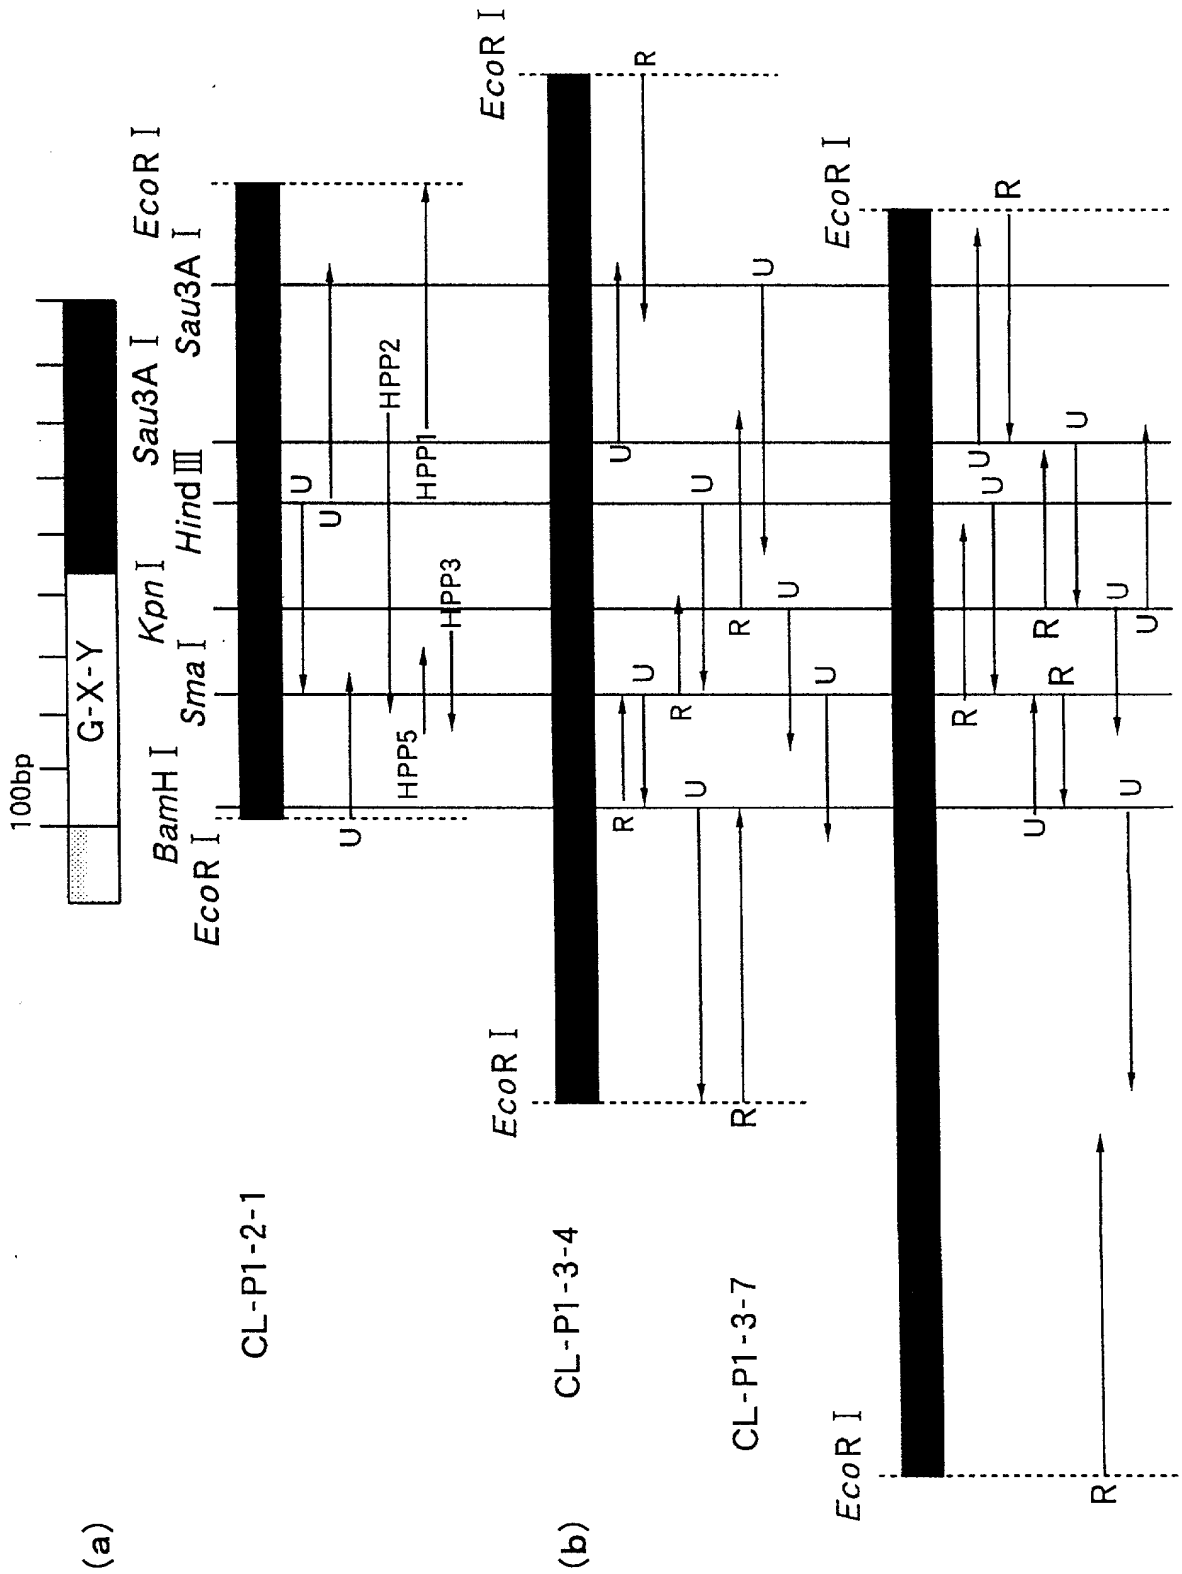 (a)
100bp
G-X-Y
EcoR I
BamH I
Sma I
Kpn I
Hind III
Sau3A I
Sau3A I
EcoR I
CL-P1-2-1
U
U
U
HPP2
HPP5
HPP1
HPP3
(b)
CL-P1-3-4
EcoR I
EcoR I
U
R
U
R
R
U
U
R
R
U
U
U
U
CL-P1-3-7
EcoR I
EcoR I
R
U
U
R
U
R
R
U
U
R
U
U
U
R